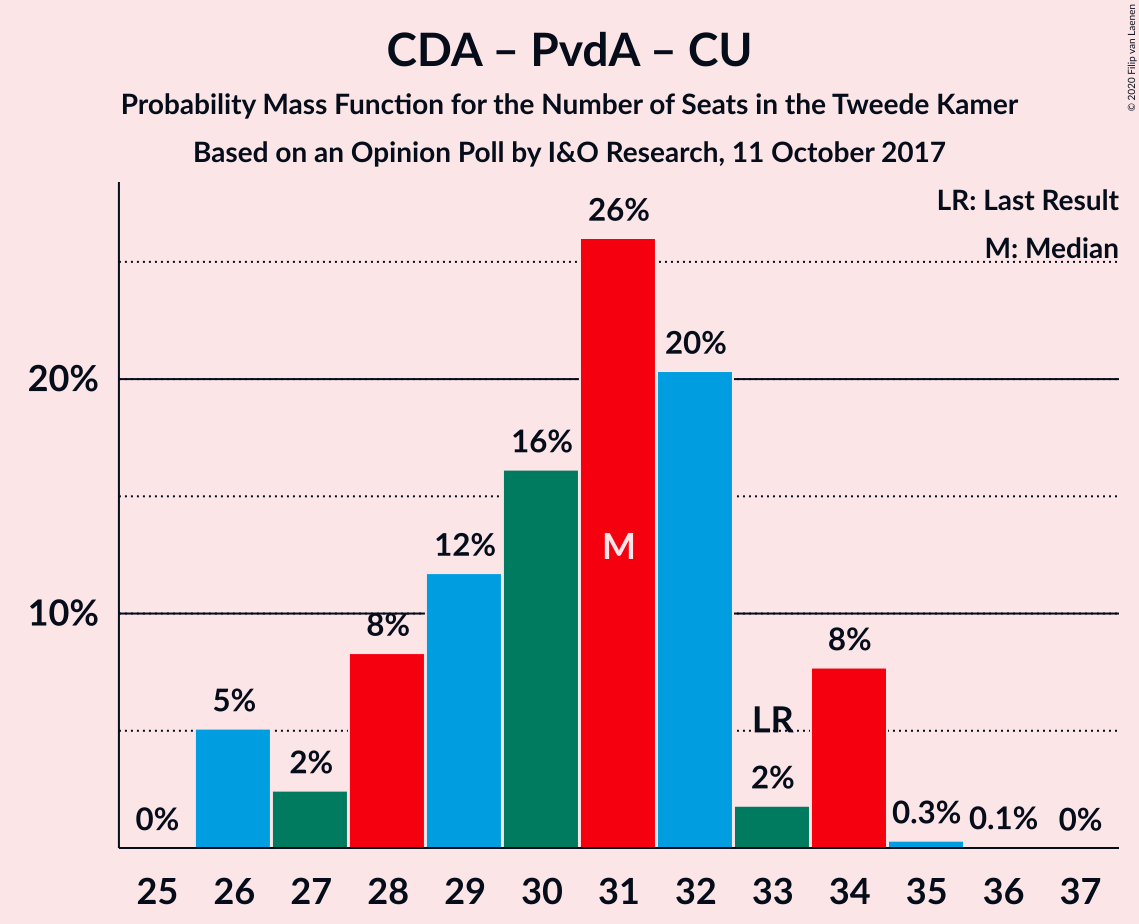 CDA – PvdA – CU
Probability Mass Function for the Number of Seats in the Tweede Kamer
Based on an Opinion Poll by I&O Research, 11 October 2017
© 2020 Filip van Laenen
LR: Last Result
M: Median
26%
20%
20%
16%
12%
M
10%
8%
8%
5%
LR
2%
2%
0%
0.3%
0.1%
0%
25 26 27 28 29 30 31 32 33 34 35 36 37